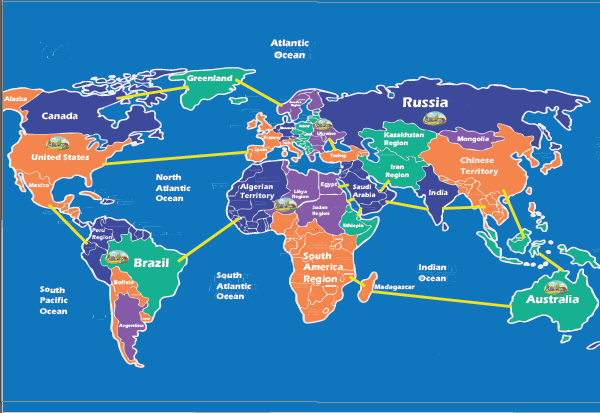 Atlantic
Ocean
Greenland
Alaska
Canada
Russia
Kazakhstan
Region
Mongolia
United States
Chinese
Territory
Spain
Turkey
Iran
Region
Mexico
North
Atlantic
Ocean
Algerian
Territory
Libya
Region
Egypt
Saudi
Arabia
India
Sudan
Region
Ethiopia
Peru
Region
Brazil
South
America
Region
Indian
Ocean
Madagascar
South
Atlantic
Ocean
Bolivia
South
Pacific
Ocean
Argentina
Australia